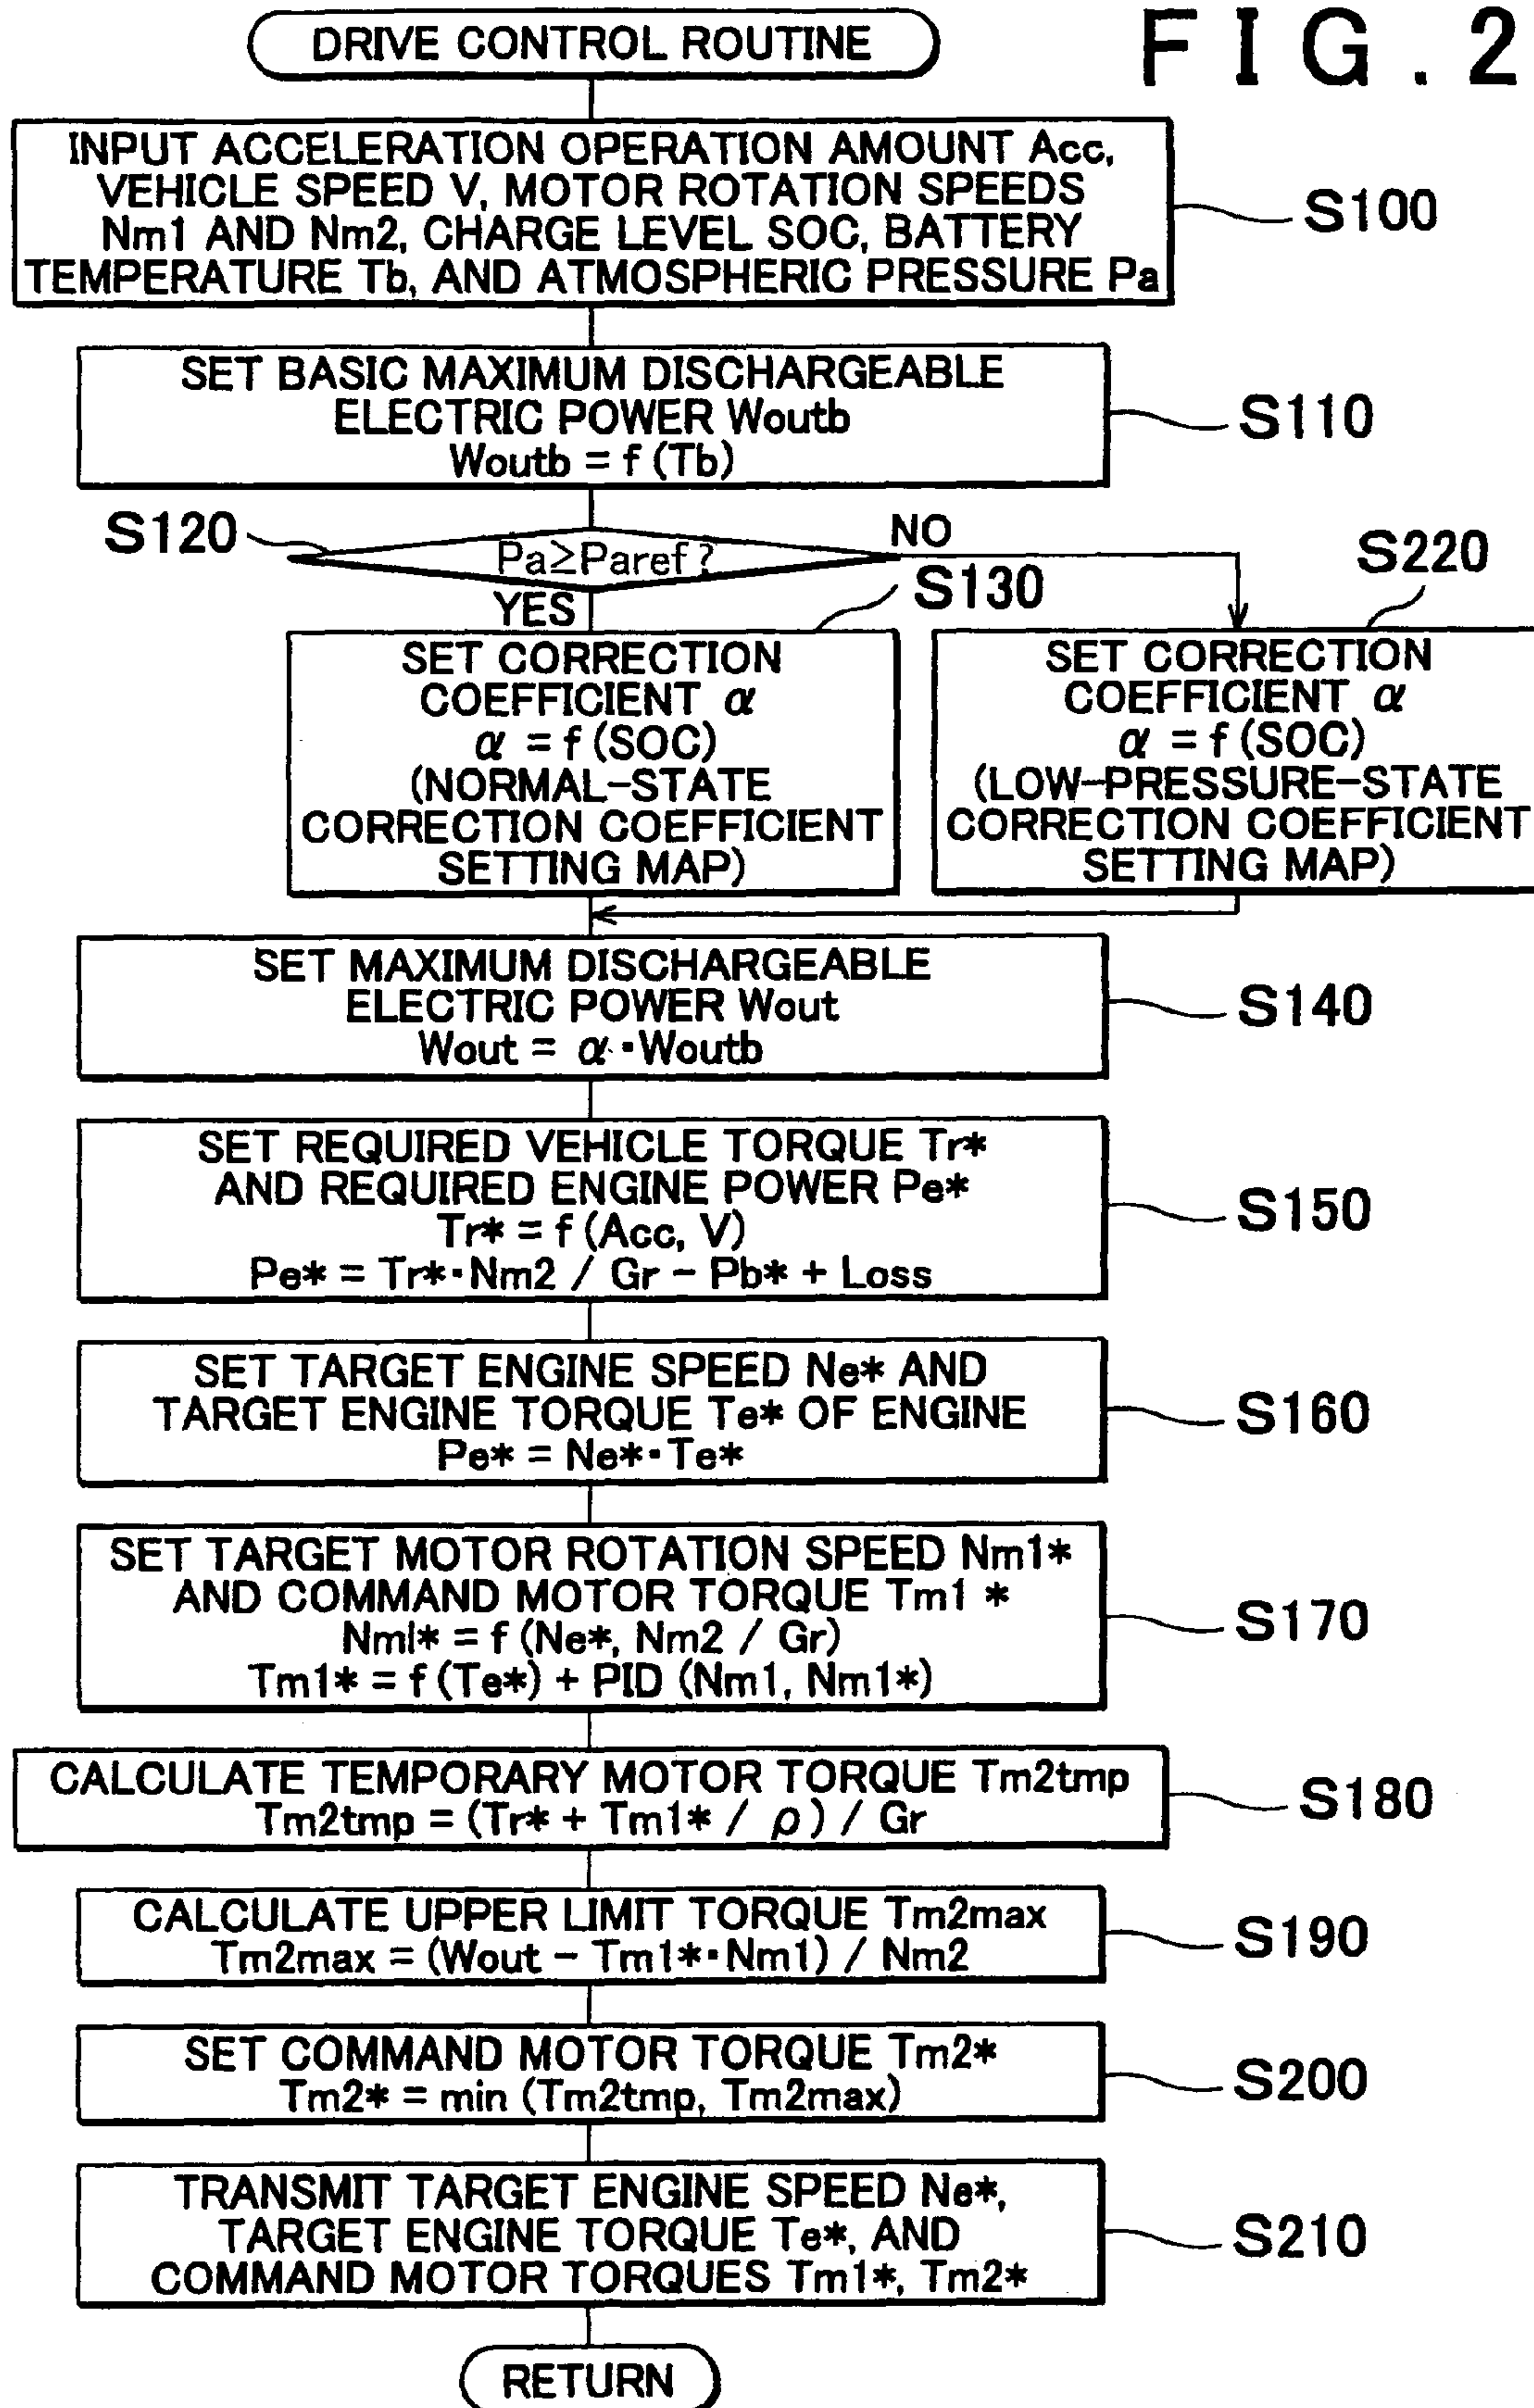 DRIVE CONTROL ROUTINE
FIG.2
INPUT ACCELERATION OPERATION AMOUNT Acc,
VEHICLE SPEED V, MOTOR ROTATION SPEEDS
Nm1 AND Nm2, CHARGE LEVEL SOC, BATTERY
TEMPERATURE Tb, AND ATMOSPHERIC PRESSURE Pa
S100
SET BASIC MAXIMUM DISCHARGEABLE
ELECTRIC POWER Woutb
Woutb = f (Tb)
S110
S120
Pa≥Paref?
NO
YES
S130
SET CORRECTION
COEFFICIENT α
α = f (SOC)
(NORMAL-STATE
CORRECTION COEFFICIENT
SETTING MAP)
S220
SET CORRECTION
COEFFICIENT α
α = f (SOC)
(LOW-PRESSURE-STATE
CORRECTION COEFFICIENT
SETTING MAP)
SET MAXIMUM DISCHARGEABLE
ELECTRIC POWER Wout
Wout = α・Woutb
S140
SET REQUIRED VEHICLE TORQUE Tr*
AND REQUIRED ENGINE POWER Pe*
Tr* = f (Acc, V)
Pe* = Tr*・Nm2 / Gr - Pb* + Loss
S150
SET TARGET ENGINE SPEED Ne* AND
TARGET ENGINE TORQUE Te* OF ENGINE
Pe* = Ne*・Te*
S160
SET TARGET MOTOR ROTATION SPEED Nm1*
AND COMMAND MOTOR TORQUE Tm1 *
Nml* = f (Ne*, Nm2 / Gr)
Tm1* = f (Te*) + PID (Nm1, Nm1*)
S170
CALCULATE TEMPORARY MOTOR TORQUE Tm2tmp
Tm2tmp = (Tr* + Tm1* / ρ) / Gr
S180
CALCULATE UPPER LIMIT TORQUE Tm2max
Tm2max = (Wout - Tm1*・Nm1) / Nm2
S190
SET COMMAND MOTOR TORQUE Tm2*
Tm2* = min (Tm2tmp, Tm2max)
S200
TRANSMIT TARGET ENGINE SPEED Ne*,
TARGET ENGINE TORQUE Te*, AND
COMMAND MOTOR TORQUES Tm1*, Tm2*
S210
RETURN